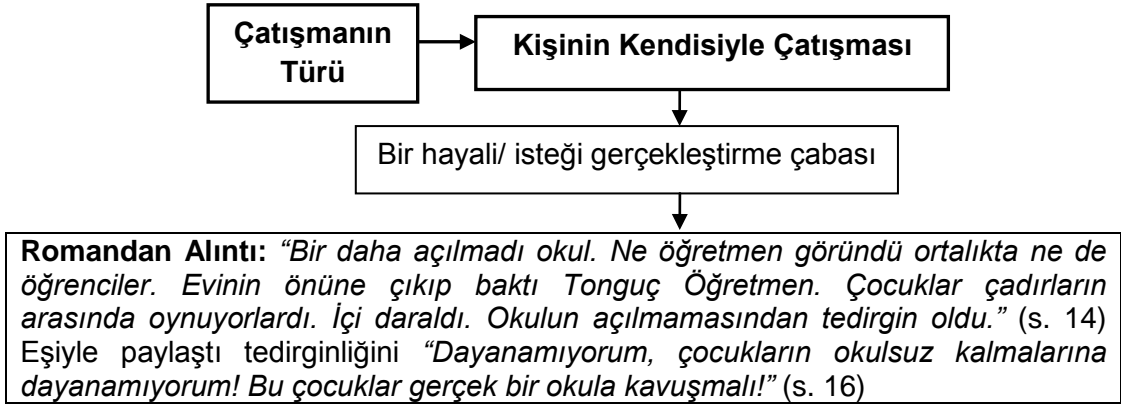 Çatışmanın
Türü
Kişinin Kendisiyle Çatışması
Bir hayali/ isteği gerçekleştirme çabası
Romandan Alıntı: “Bir daha açılmadı okul. Ne öğretmen göründü ortalıkta ne de
öğrenciler. Evinin önüne çıkıp baktı Tonguç Öğretmen. Çocuklar çadırların
arasında oynuyorlardı. İçi daraldı. Okulun açılmamasından tedirgin oldu.” (s. 14)
Eşiyle paylaştı tedirginliğini “Dayanamıyorum, çocukların okulsuz kalmalarına
dayanamıyorum! Bu çocuklar gerçek bir okula kavuşmalı!” (s. 16)